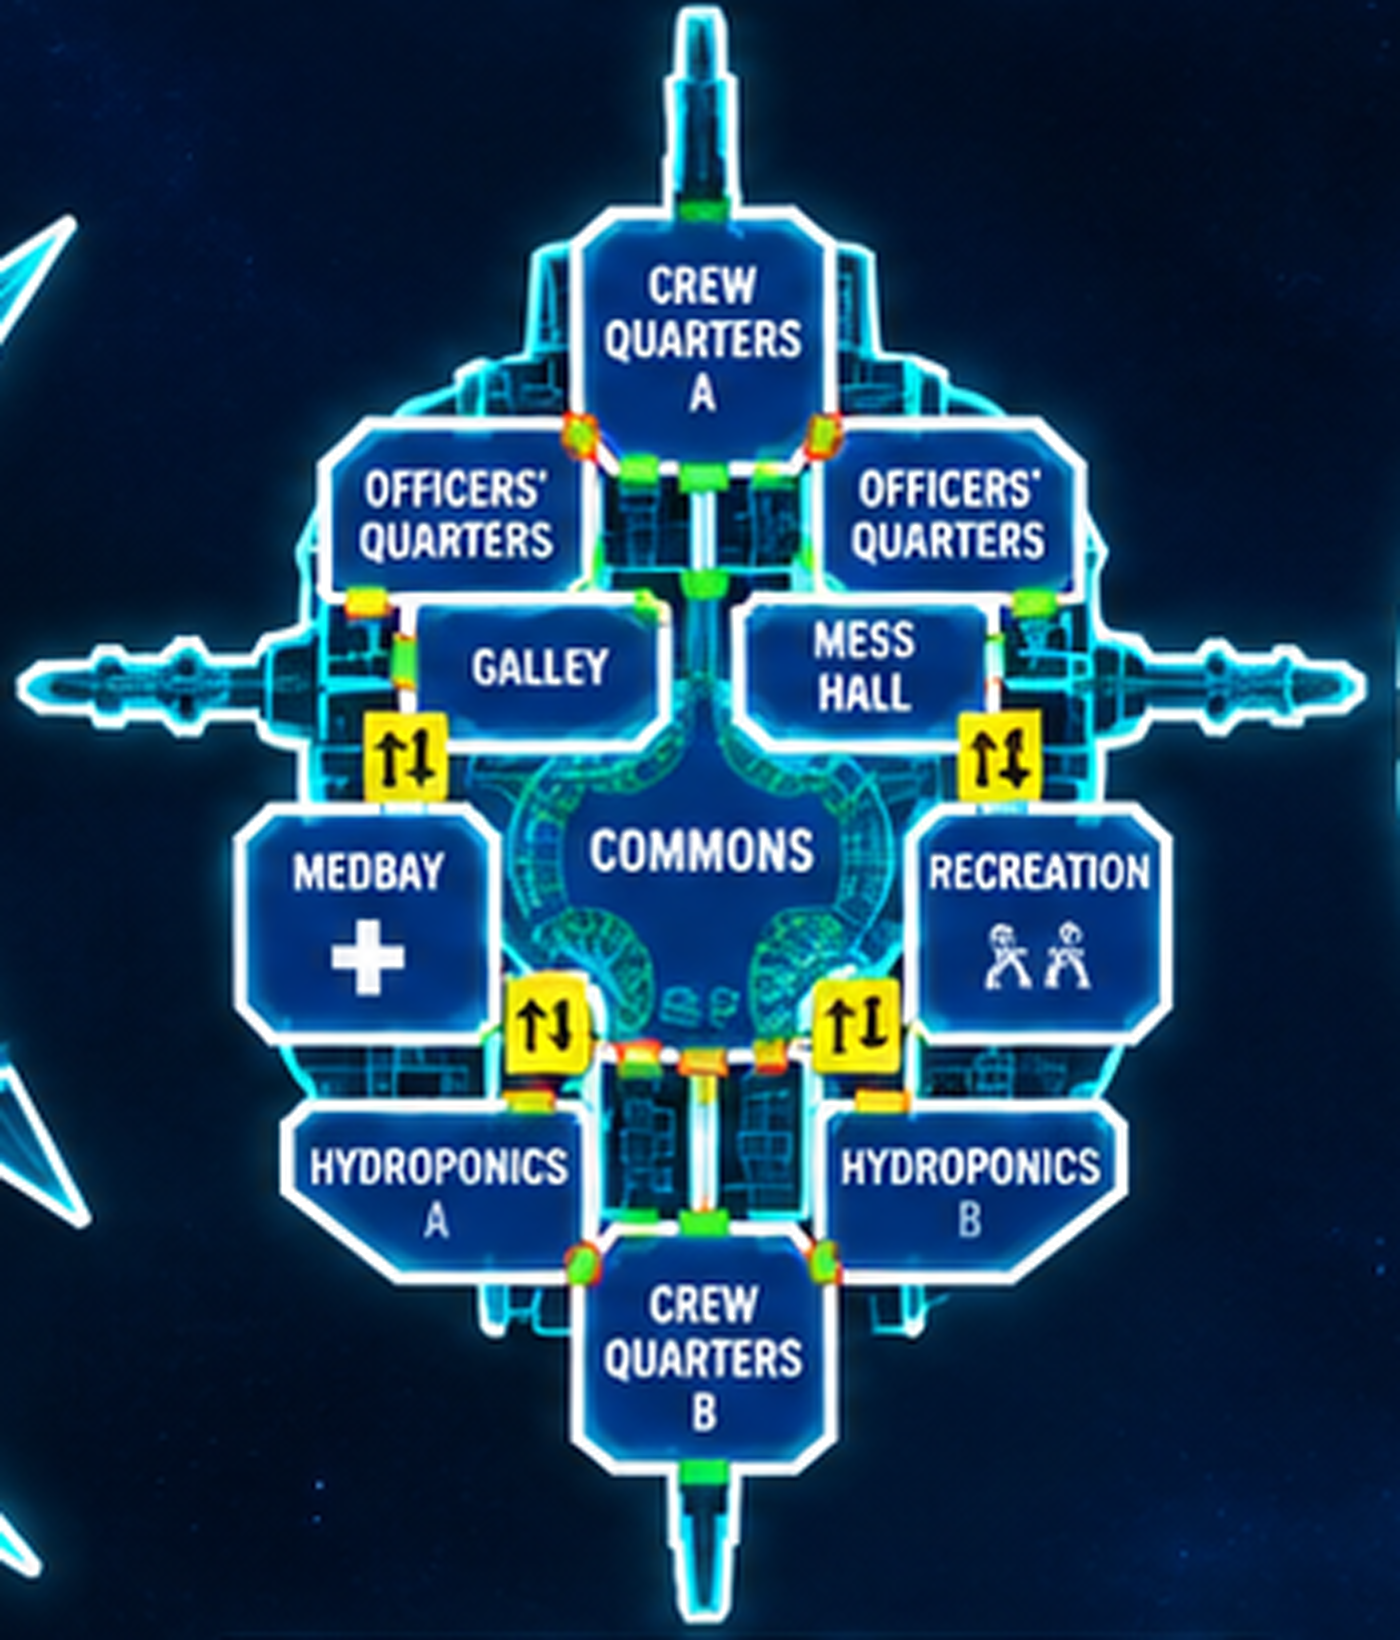 CREW
QUARTERS
A
OFFICERS'
QUARTERS
OFFICERS'
QUARTERS
GALLEY
MESS
HALL
COMMONS
MEDBAY
RECREATION
HYDROPONICS
A
HYDROPONICS
B
CREW
QUARTERS
B